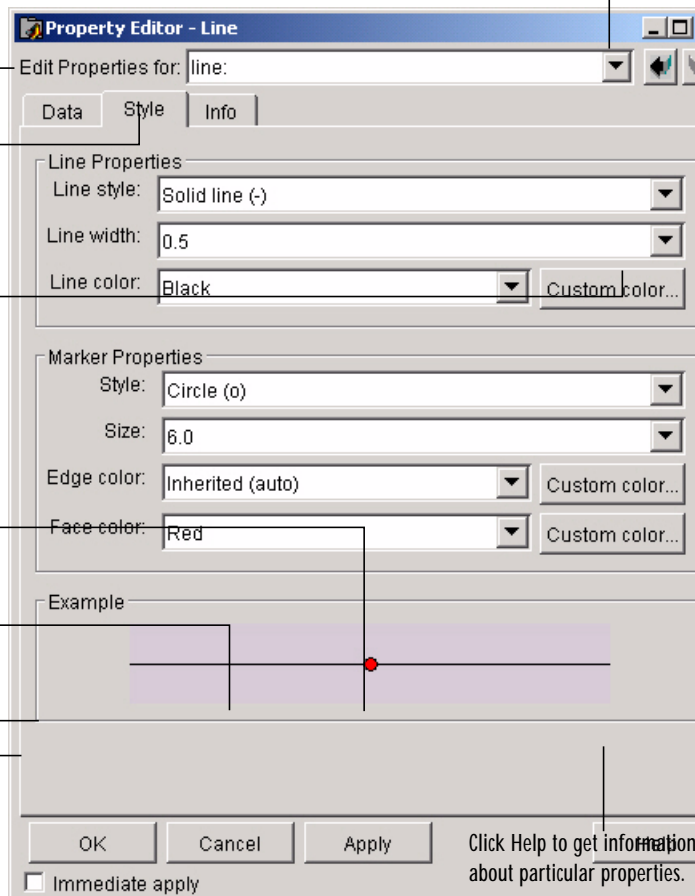 Property Editor - Line
Edit Properties for: line:
Data Style Info
Line Properties
Line style: Solid line (-)
Line width: 0.5
Line color: Black Custom color...
Marker Properties
Style: Circle (o)
Size: 6.0
Edge color: Inherited (auto) Custom color...
Face color: Red Custom color...
Example
OK Cancel Apply Help
Click Help to get information
about particular properties.
Immediate apply